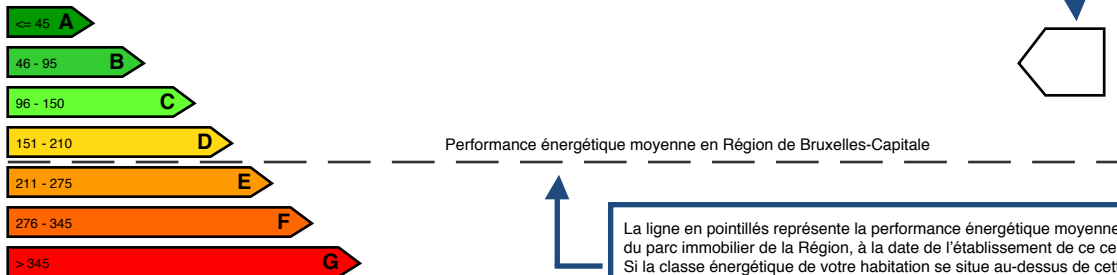 <= 45 A
46 - 95 B
96 - 150 C
151 - 210 D
Performance énergétique moyenne en Région de Bruxelles-Capitale
211 - 275 E
276 - 345 F
> 345 G
La ligne en pointillés représente la performance énergétique moyenne
du parc immobilier de la Région, à la date de l'établissement de ce
Si la classe énergétique de votre habitation se situe au-dessus de